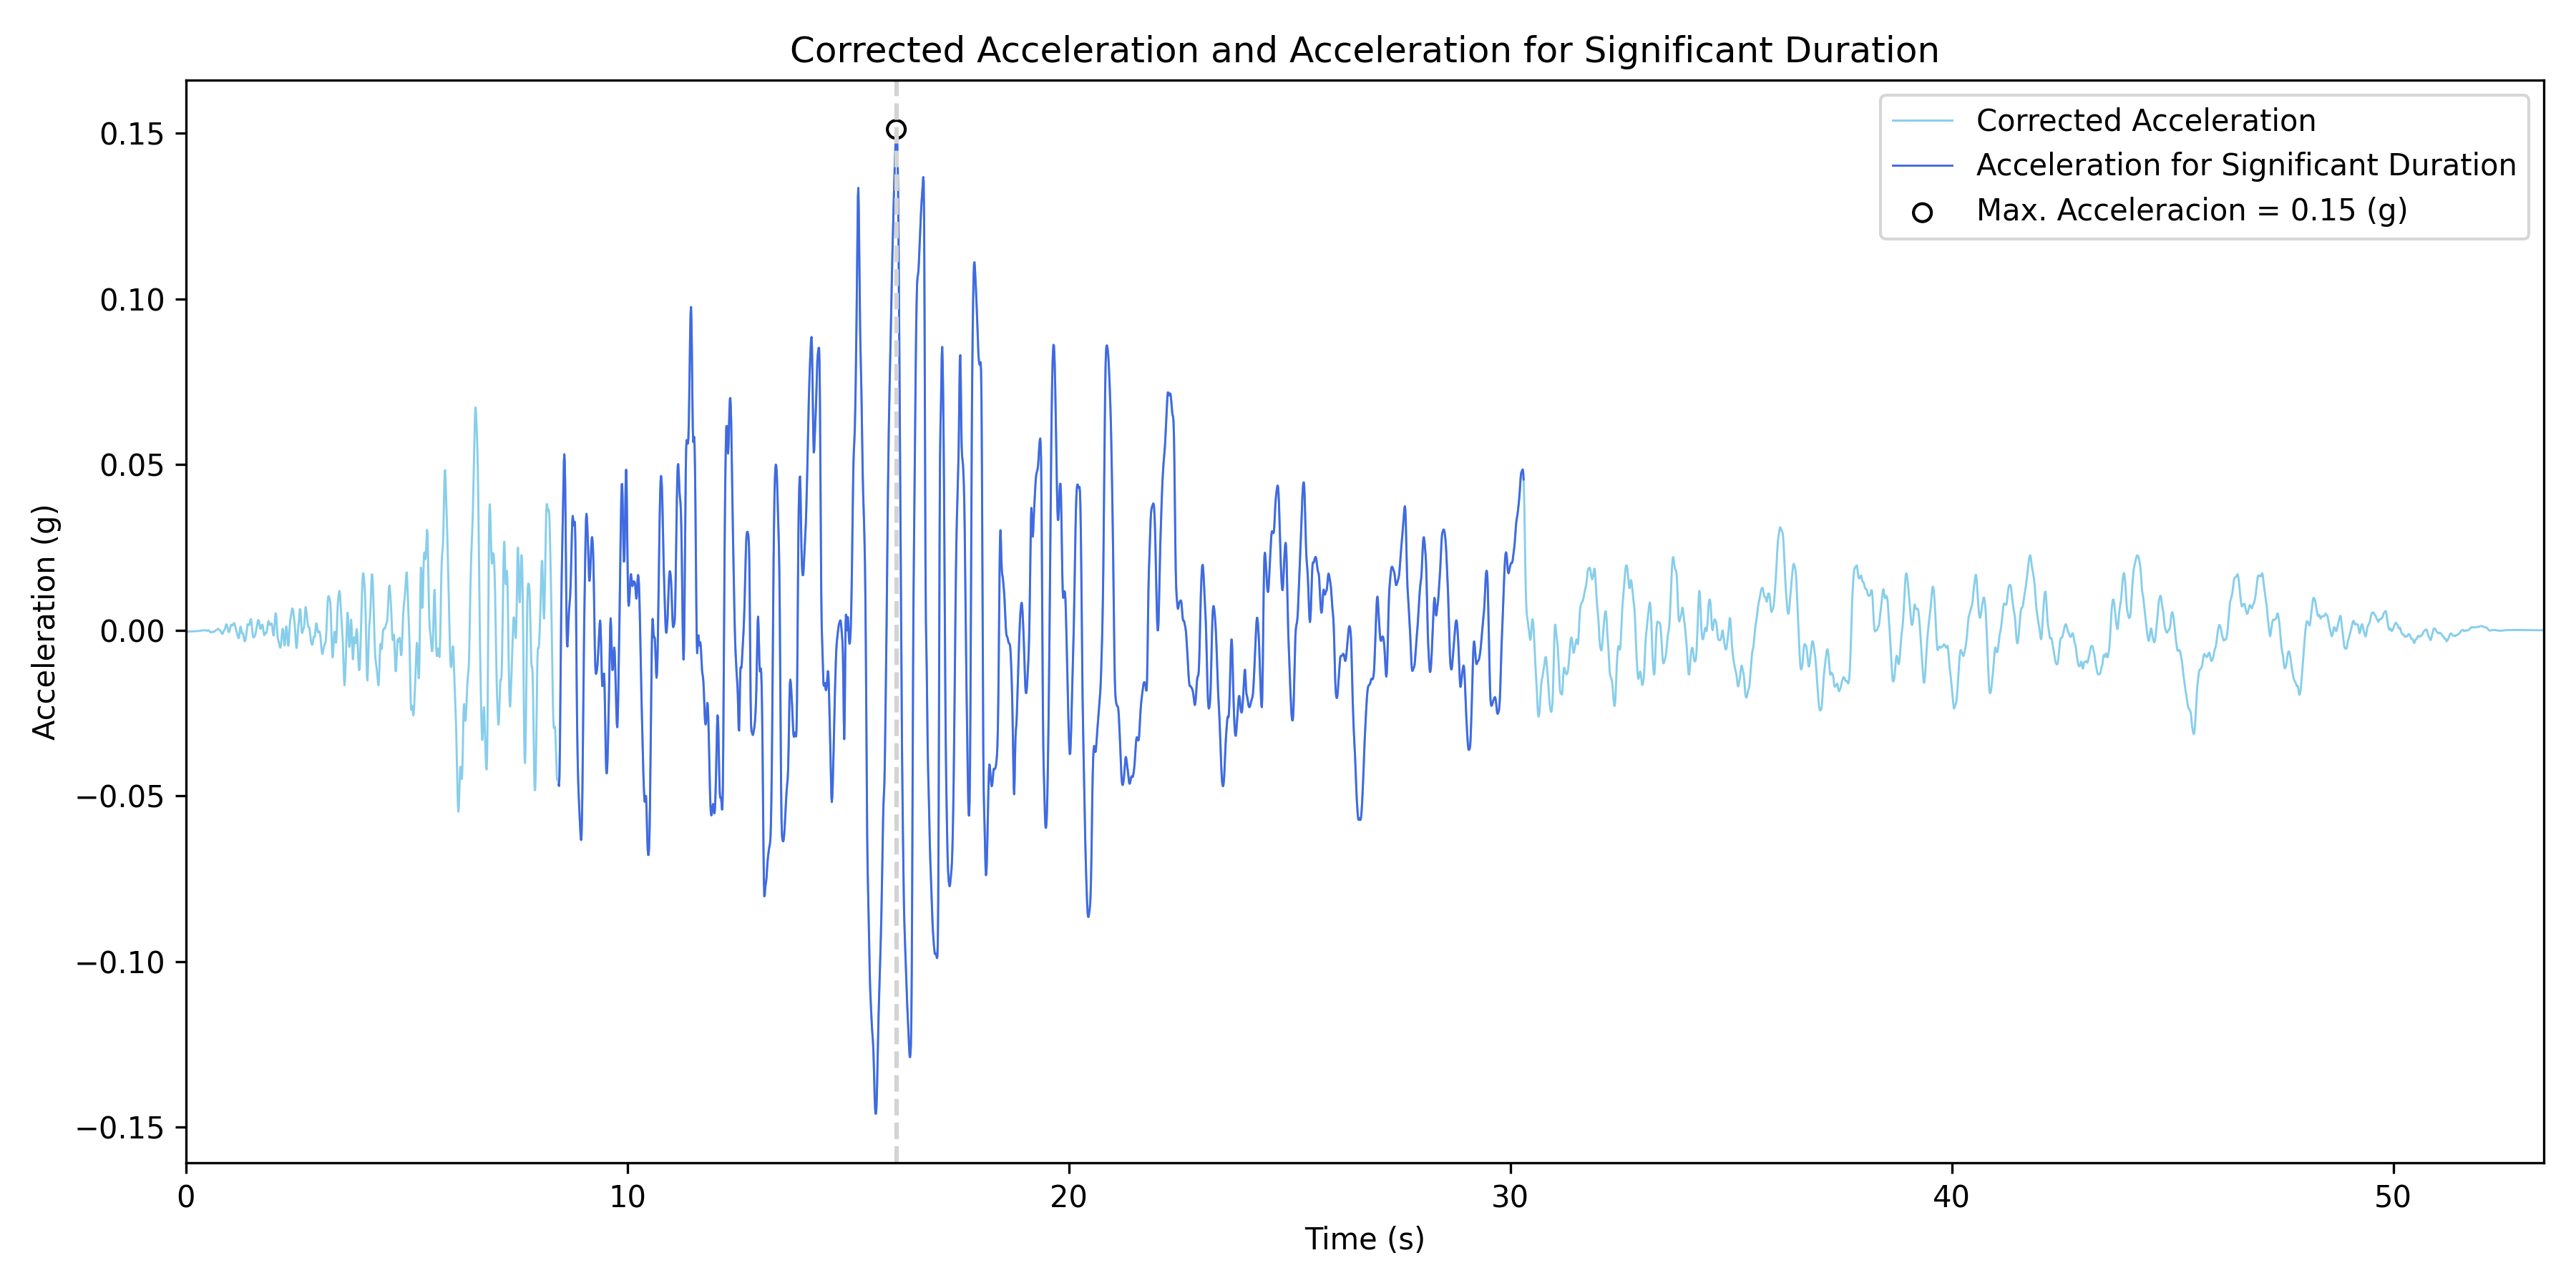 Corrected Acceleration and Acceleration for Significant Duration
Corrected Acceleration
Acceleration for Significant Duration
Max. Acceleracion = 0.15 (g)
Acceleration (g)
0.15
0.10
0.05
0.00
−0.05
−0.10
−0.15
0 10 20 30 40 50
Time (s)